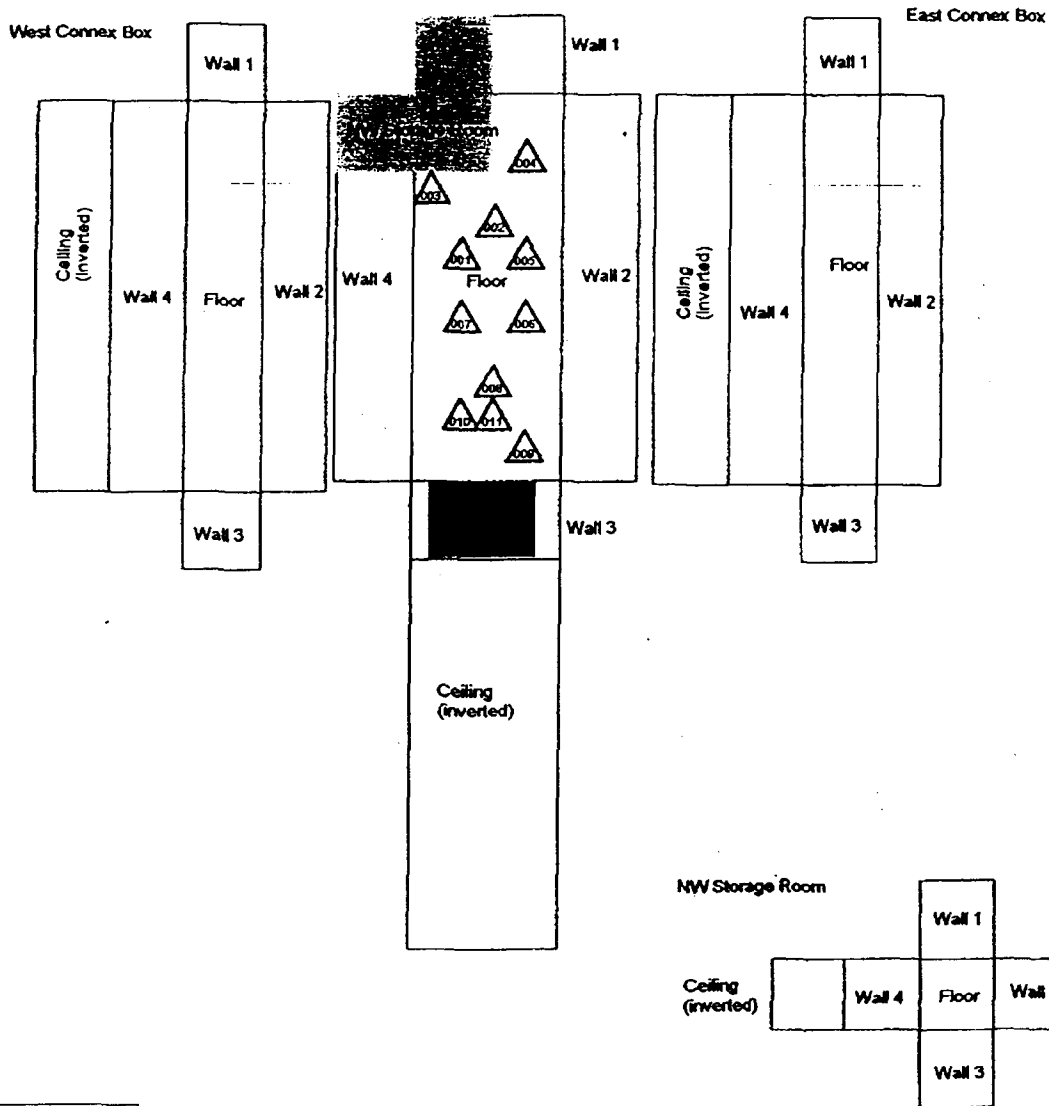 West Connex Box
East Connex Box
Wall 1
Wall 1
Wall 1
NW Storage Room
004
003
002
001
005
Ceiling
(Inverted)
Wall 4
Floor
Wall 2
Wall 4
Floor
Wall 2
Ceiling
(Inverted)
Wall 4
Floor
Wall 2
007
006
008
010
011
009
Wall 3
Wall 3
Wall 3
Ceiling
(inverted)
NW Storage Room
Wall 1
Ceiling
(inverted)
Wall 4
Floor
Wall
Wall 3